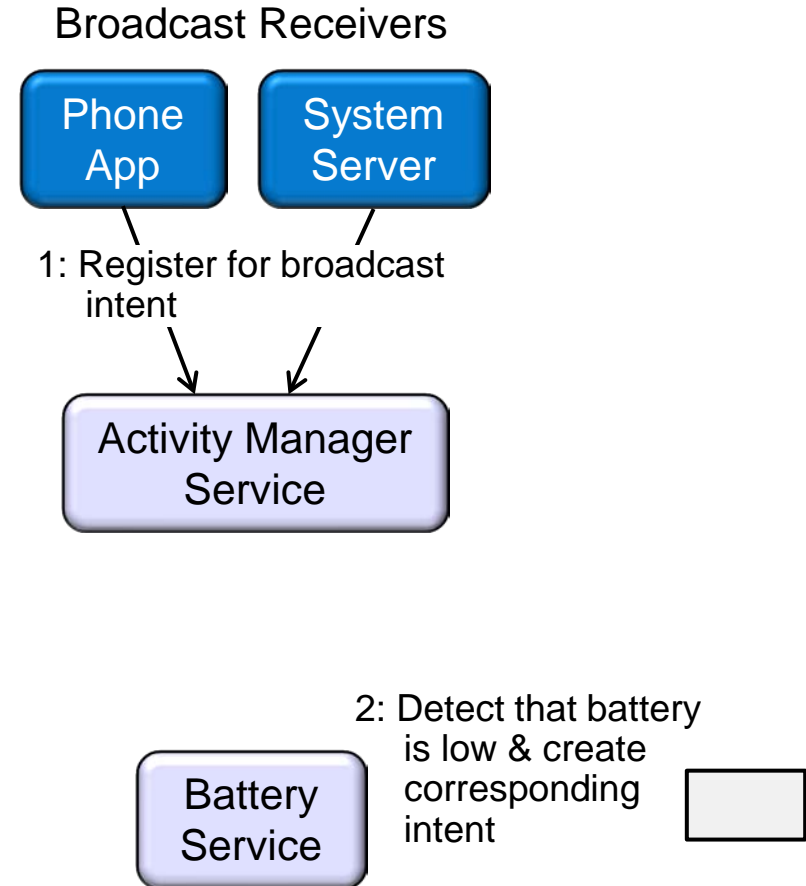 Broadcast Receivers
Phone
App
System
Server
1: Register for broadcast
intent
Activity Manager
Service
2: Detect that battery
is low & create
corresponding
intent
Battery
Service